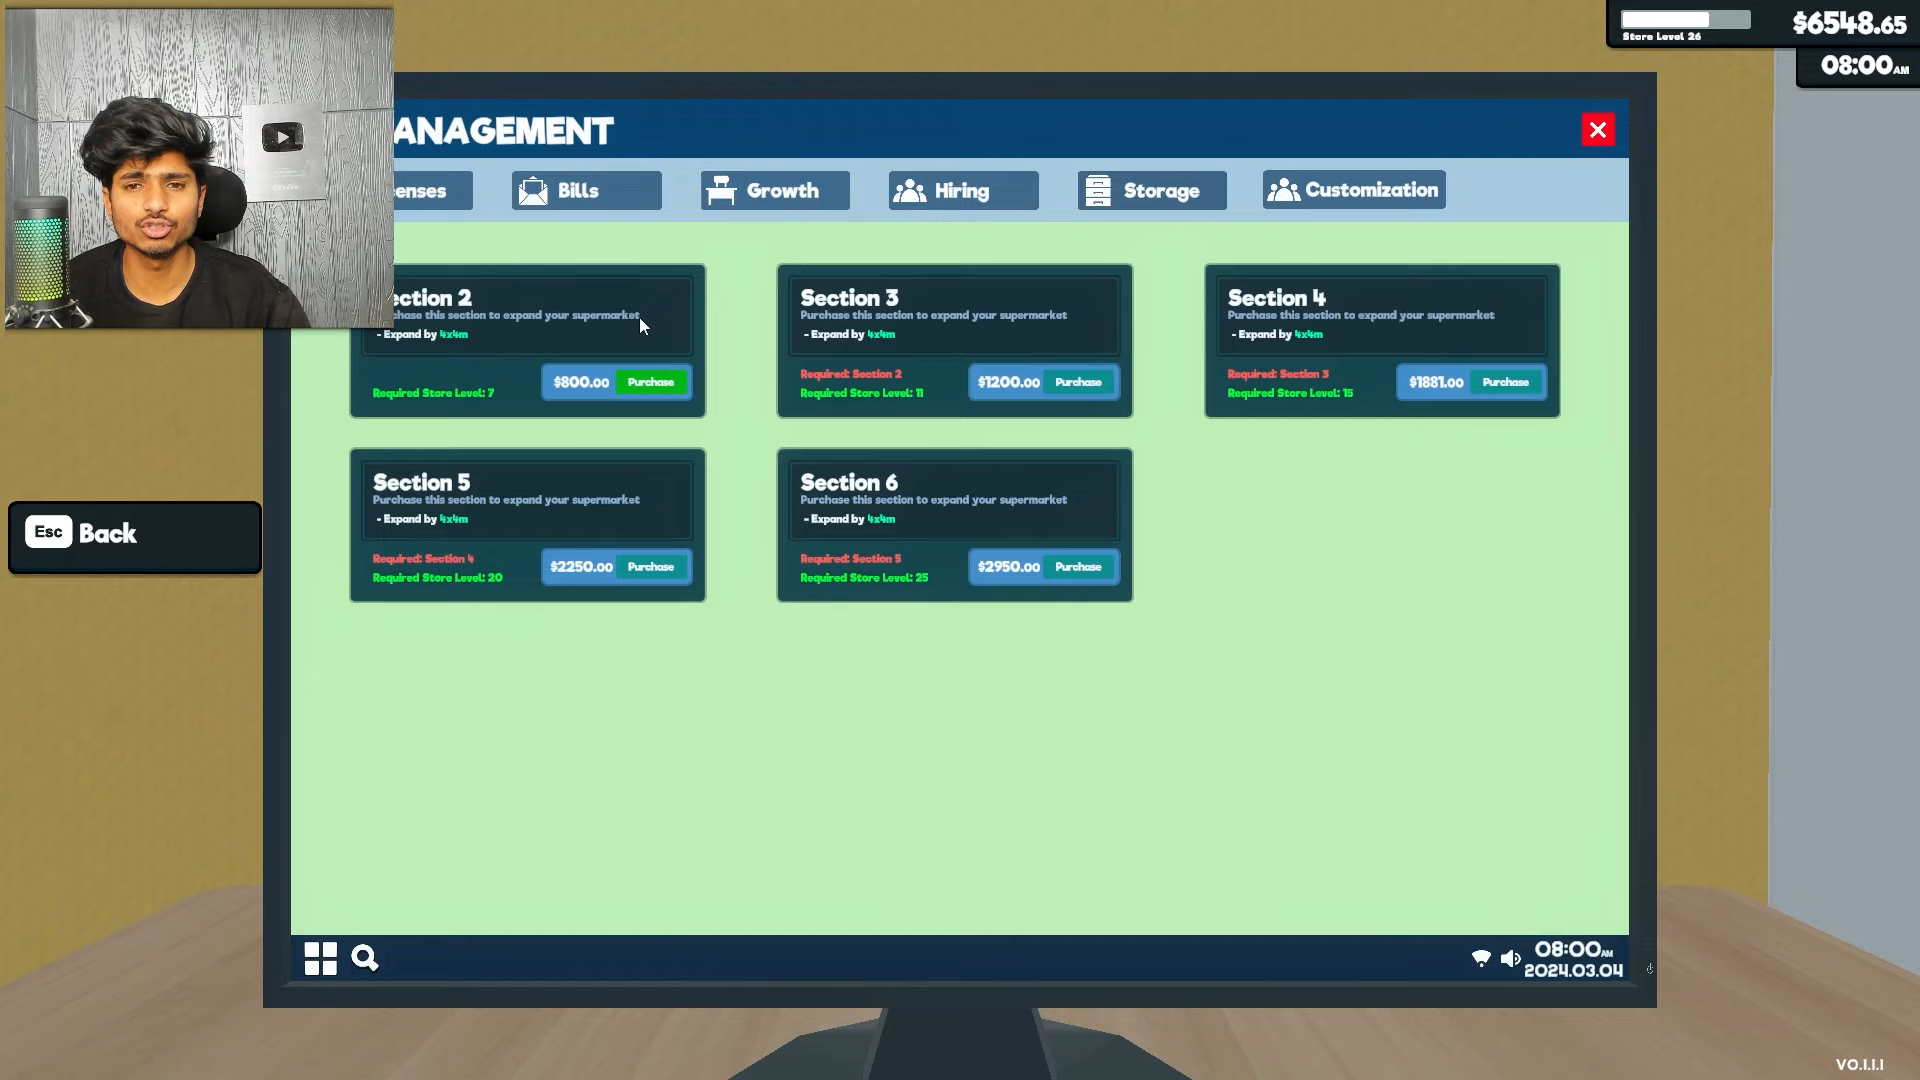 $6548.65
Store Level 26
08:00AM
ANAGEMENT
enses
Bills
Growth
Hiring
Storage
Customization
ection 2
chase this section to expand your supermarket
- Expand by 4x4m
Required Store Level: 7
$800.00 Purchase
Section 3
Purchase this section to expand your supermarket
- Expand by 4x4m
Required: Section 2
Required Store Level: 11
$1200.00 Purchase
Section 4
Purchase this section to expand your supermarket
- Expand by 4x4m
Required: Section 3
Required Store Level: 15
$1881.00 Purchase
Section 5
Purchase this section to expand your supermarket
- Expand by 4x4m
Required: Section 4
Required Store Level: 20
$2250.00 Purchase
Section 6
Purchase this section to expand your supermarket
- Expand by 4x4m
Required: Section 5
Required Store Level: 25
$2950.00 Purchase
Esc Back
08:00AM
2024.03.04
V0.1.1.1